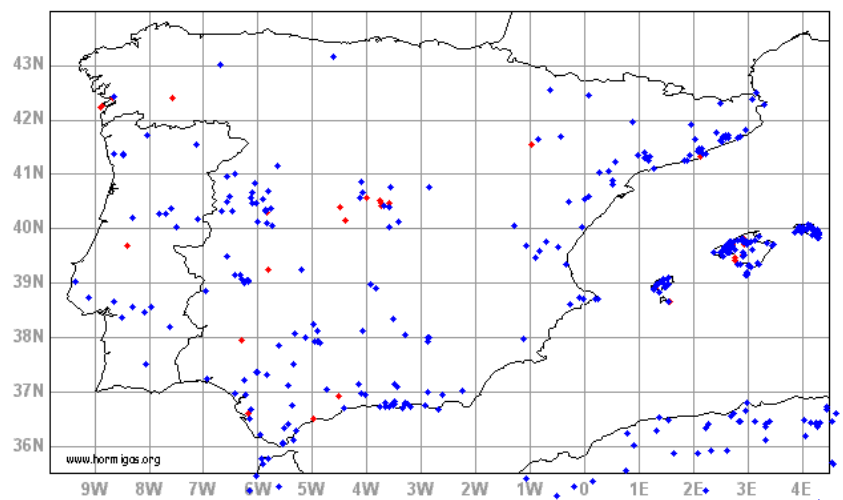 43N
42N
41N
40N
39N
38N
37N
36N
www.hormigas.org
9W 8W 7W 6W 5W 4W 3W 2W 1W 0 1E 2E 3E 4E